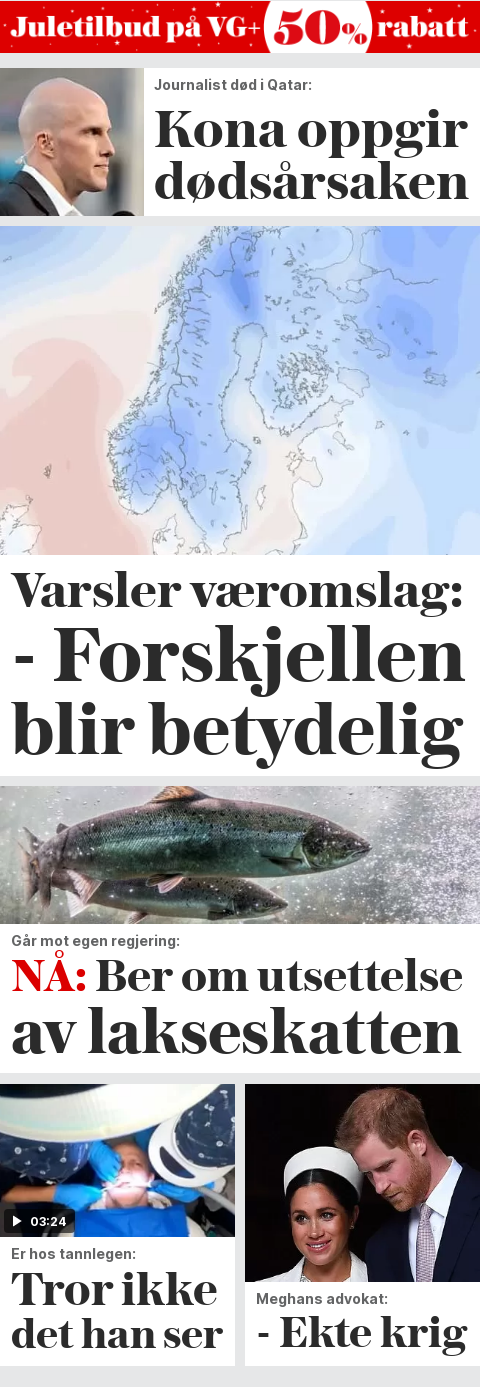 Juletilbud på VG+ 50% rabatt
Journalist død i Qatar:
Kona oppgir
dødsårsaken
Varsler væromslag:
- Forskjellen
blir betydelig
Går mot egen regjering:
NÅ: Ber om utsettelse
av lakseskatten
03:24
Er hos tannlegen:
Tror ikke
det han ser
Meghans advokat:
- Ekte krig